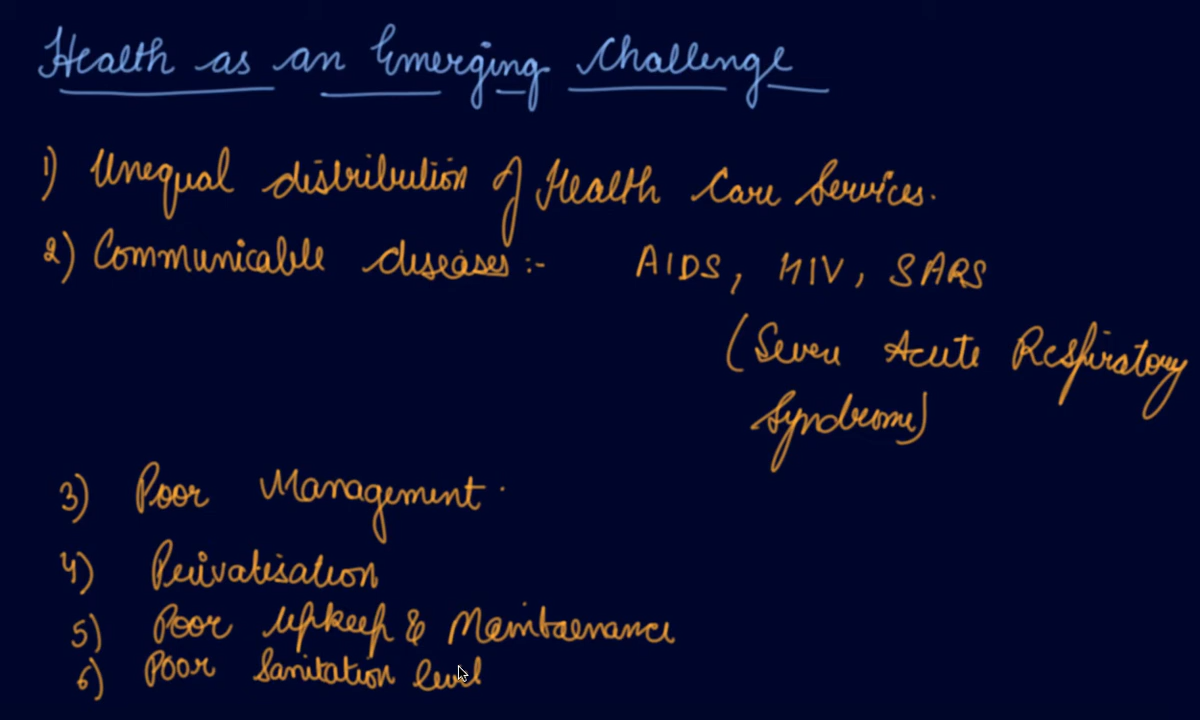 Health as an Emerging Challenge
1) Unequal distribution of Health Care Services.
2) Communicable diseases :- AIDS, HIV, SARS
(Severe Acute Respiratory
Syndrome)
3) Poor Management.
4) Privatisation
5) Poor Upkeep & Maintaenance
6) Poor Sanitation level